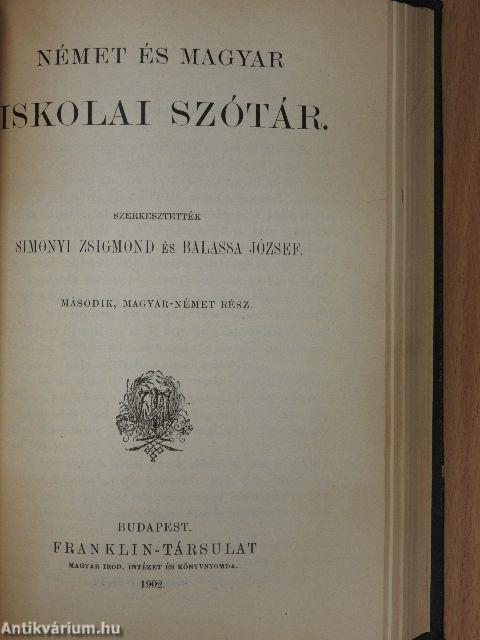 NÉMET ÉS MAGYAR
ISKOLAI SZÓTÁR.
SZERKESZTETTÉK
SIMONYI ZSIGMOND ÉS BALASSA JÓZSEF.
MÁSODIK, MAGYAR-NÉMET RÉSZ.
BUDAPEST.
FRANKLIN-TÁRSULAT
MAGYAR IROD. INTÉZET ÉS KÖNYVNYOMDA.
1902.
Antikvárium.hu